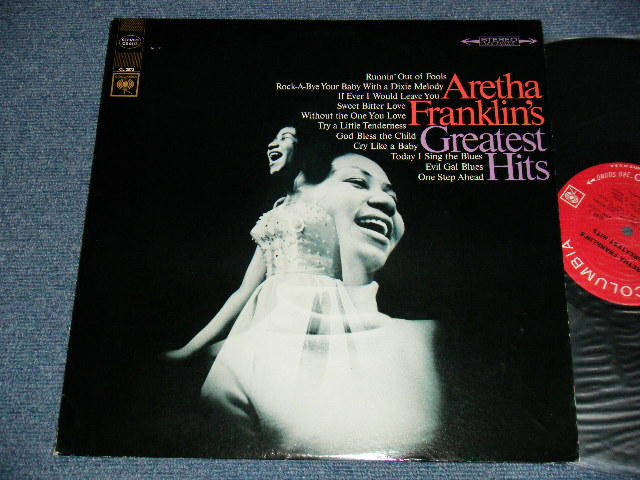 STEREO
Runnin' Out of Fools
Rock-A-Bye Your Baby With a Dixie Melody
If Ever I Would Leave You
Sweet Bitter Love
Without the One You Love
Try a Little Tenderness
God Bless the Child
Cry Like a Baby
Today I Sing the Blues
Evil Gal Blues
One Step Ahead
Aretha
Franklin's
Greatest
Hits
COLUMBIA